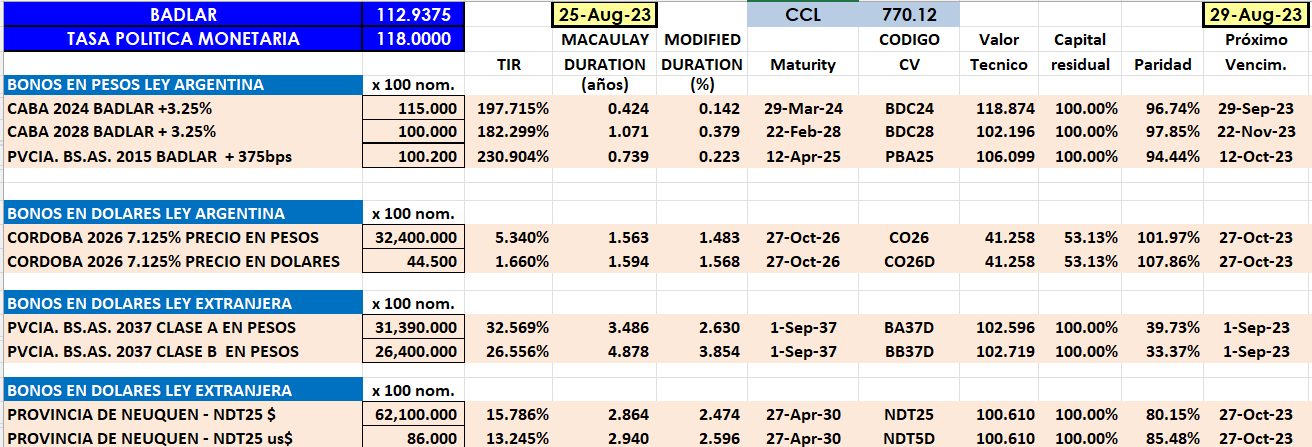 BADLAR 112.9375 25-Aug-23 CCL 770.12 29-Aug-23
TASA POLITICA MONETARIA 118.0000 MACAULAY MODIFIED CODIGO Valor Capital Próximo
TIR DURATION DURATION Maturity CV Tecnico residual Paridad Vencim.
BONOS EN PESOS LEY ARGENTINA x 100 nom. (años) (%)
CABA 2024 BADLAR +3.25% 115.000 197.715% 0.424 0.142 29-Mar-24 BDC24 118.874 100.00% 96.74% 29-Sep-23
CABA 2028 BADLAR + 3.25% 100.000 182.299% 1.071 0.379 22-Feb-28 BDC28 102.196 100.00% 97.85% 22-Nov-23
PVCIA. BS.AS. 2015 BADLAR + 375bps 100.200 230.904% 0.739 0.223 12-Apr-25 PBA25 106.099 100.00% 94.44% 12-Oct-23
BONOS EN DOLARES LEY ARGENTINA x 100 nom.
CORDOBA 2026 7.125% PRECIO EN PESOS 32,400.000 5.340% 1.563 1.483 27-Oct-26 CO26 41.258 53.13% 101.97% 27-Oct-23
CORDOBA 2026 7.125% PRECIO EN DOLARES 44.500 1.660% 1.594 1.568 27-Oct-26 CO26D 41.258 53.13% 107.86% 27-Oct-23
BONOS EN DOLARES LEY EXTRANJERA x 100 nom.
PVCIA. BS.AS. 2037 CLASE A EN PESOS 31,390.000 32.569% 3.486 2.630 1-Sep-37 BA37D 102.596 100.00% 39.73% 1-Sep-23
PVCIA. BS.AS. 2037 CLASE B EN PESOS 26,400.000 26.556% 4.878 3.854 1-Sep-37 BB37D 102.719 100.00% 33.37% 1-Sep-23
BONOS EN DOLARES LEY EXTRANJERA x 100 nom.
PROVINCIA DE NEUQUEN - NDT25 $ 62,100.000 15.786% 2.864 2.474 27-Apr-30 NDT25 100.610 100.00% 80.15% 27-Oct-23
PROVINCIA DE NEUQUEN - NDT25 us$ 86.000 13.245% 2.940 2.596 27-Apr-30 NDT5D 100.610 100.00% 85.48% 27-Oct-23